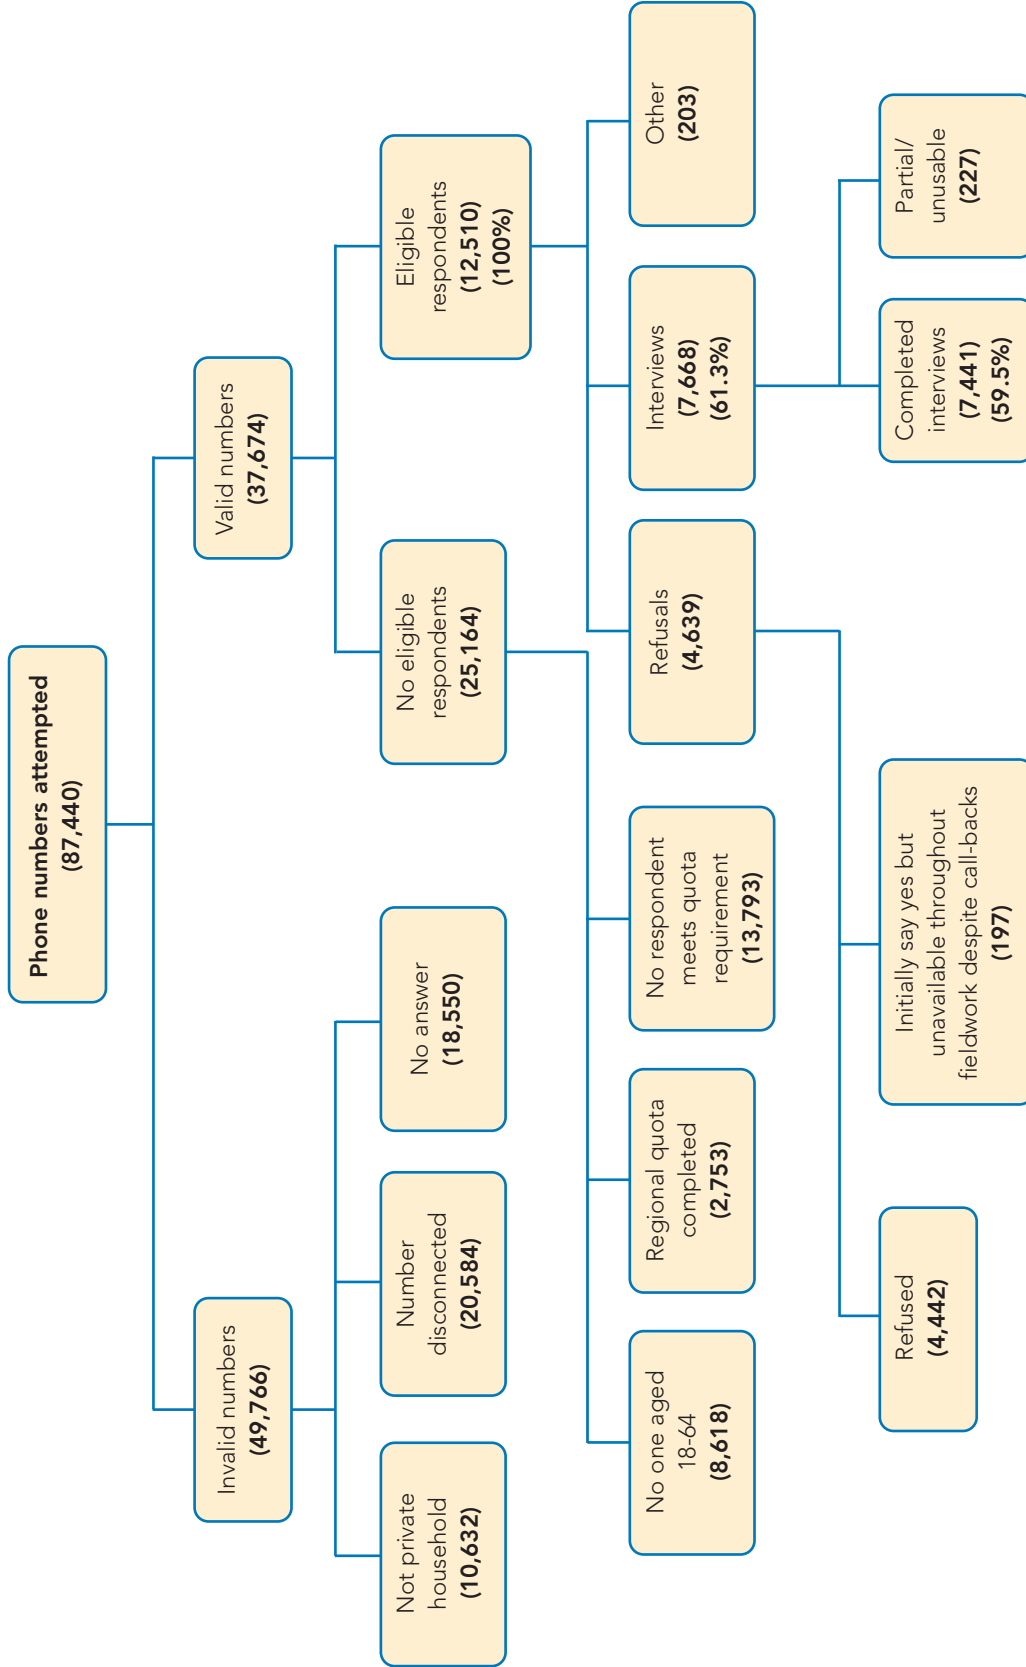 Phone numbers attempted
(87,440)
Invalid numbers
(49,766)
Valid numbers
(37,674)
Not private
household
(10,632)
Number
disconnected
(20,584)
No answer
(18,550)
No eligible
respondents
(25,164)
Eligible
respondents
(12,510)
(100%)
No one aged
18-64
(8,618)
Regional quota
completed
(2,753)
No respondent
meets quota
requirement
(13,793)
Refusals
(4,639)
Interviews
(7,668)
(61.3%)
Other
(203)
Refused
(4,442)
Initially say yes but
unavailable throughout
fieldwork despite call-backs
(197)
Completed
interviews
(7,441)
(59.5%)
Partial/
unusable
(227)